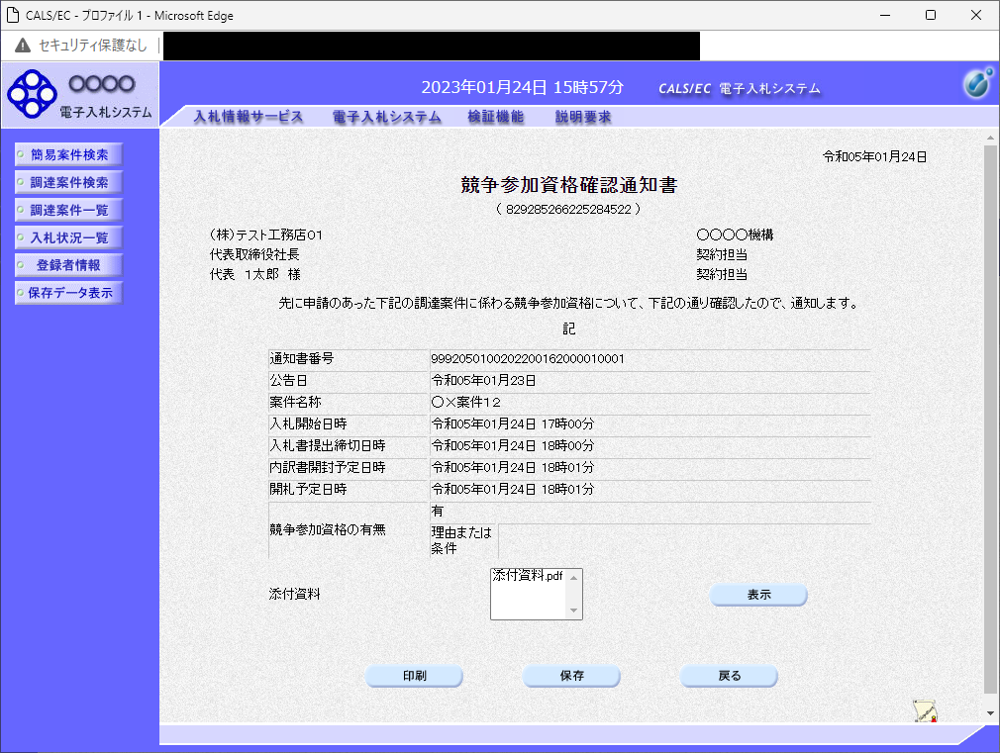 CALS/EC - プロファイル 1 - Microsoft Edge
セキュリティ保護なし
〇〇〇〇
電子入札システム
2023年01月24日 15時57分
CALS/EC 電子入札システム
入札情報サービス 電子入札システム 検証機能 説明要求
簡易案件検索
調達案件検索
調達案件一覧
入札状況一覧
登録者情報
保存データ表示
令和05年01月24日
競争参加資格確認通知書
( 829285266225284522 )
(株)テスト工務店01
代表取締役社長
代表 1太郎 様
〇〇〇〇機構
契約担当
契約担当
先に申請のあった下記の調達案件に係わる競争参加資格について、下記の通り確認したので、通知します。
記
通知書番号 9992050100202200162000010001
公告日 令和05年01月23日
案件名称 〇×案件12
入札開始日時 令和05年01月24日 17時00分
入札書提出締切日時 令和05年01月24日 18時00分
内訳書開封予定日時 令和05年01月24日 18時01分
開札予定日時 令和05年01月24日 18時01分
競争参加資格の有無
有
理由または
条件
添付資料
添付資料.pdf
表示
印刷 保存 戻る